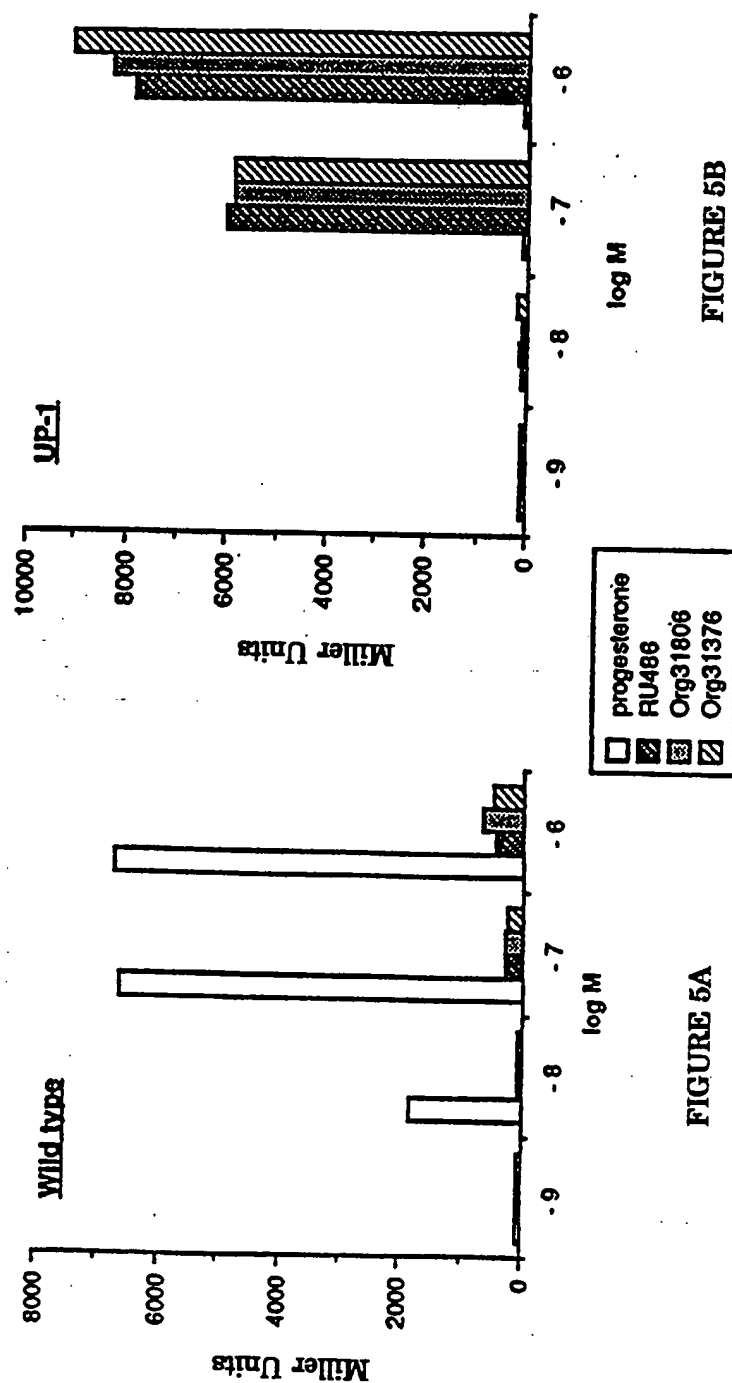 Wild type
Miller Units
8000
6000
4000
2000
0
-9
-8
-7
-6
log M
FIGURE 5A
progesterone
RU486
Org31806
Org31376
UP-1
Miller Units
10000
8000
6000
4000
2000
0
-9
-8
-7
-6
log M
FIGURE 5B